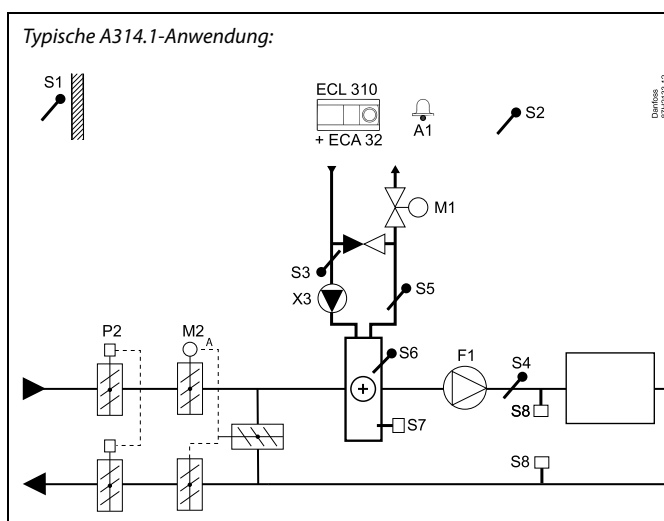 Typische A314.1-Anwendung:
S1
ECL 310
+ ECA 32
A1
S2
Danfoss
M1
S3
X3
S5
P2
M2
A
S6
F1
S4
S7
S8
S8